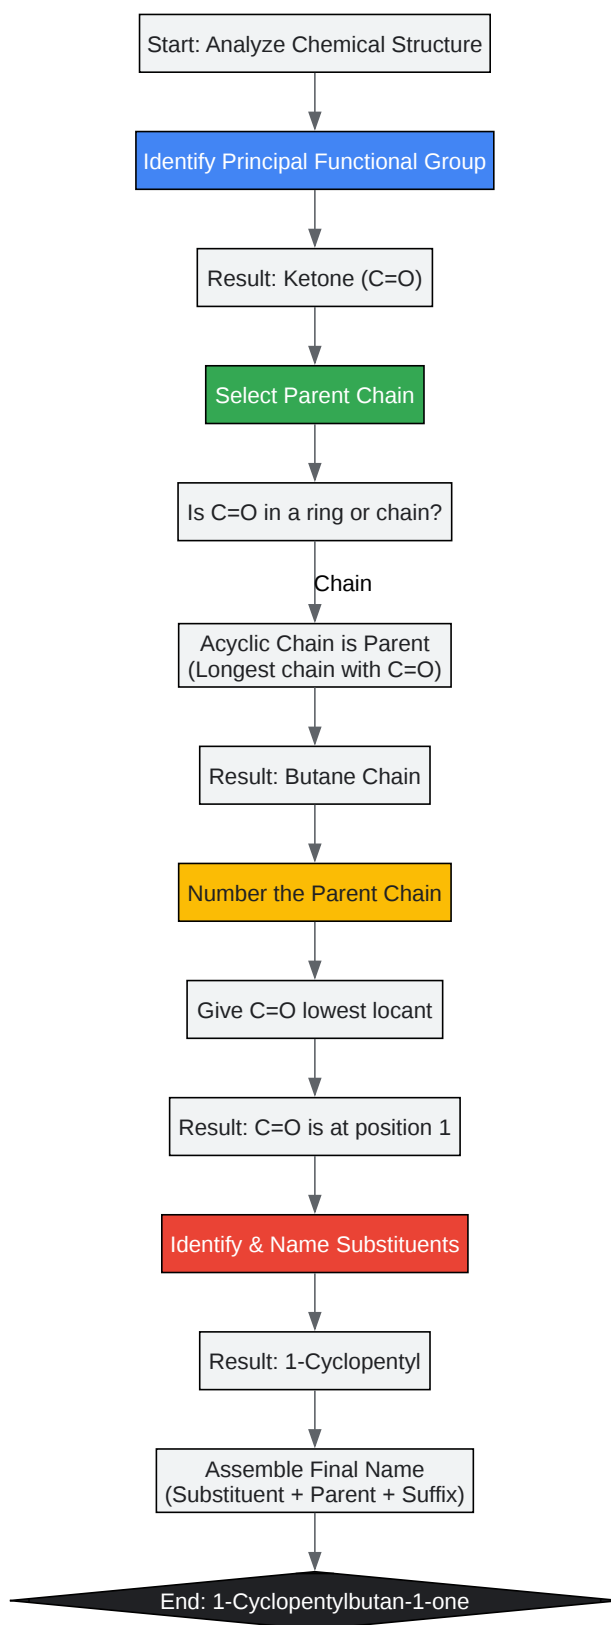 Start: Analyze Chemical Structure
Identify Principal Functional Group
Result: Ketone (C=O)
Select Parent Chain
Is C=O in a ring or chain?
Chain
Acyclic Chain is Parent
(Longest chain with C=O)
Result: Butane Chain
Number the Parent Chain
Give C=O lowest locant
Result: C=O is at position 1
Identify & Name Substituents
Result: 1-Cyclopentyl
Assemble Final Name
(Substituent + Parent + Suffix)
End: 1-Cyclopentylbutan-1-one